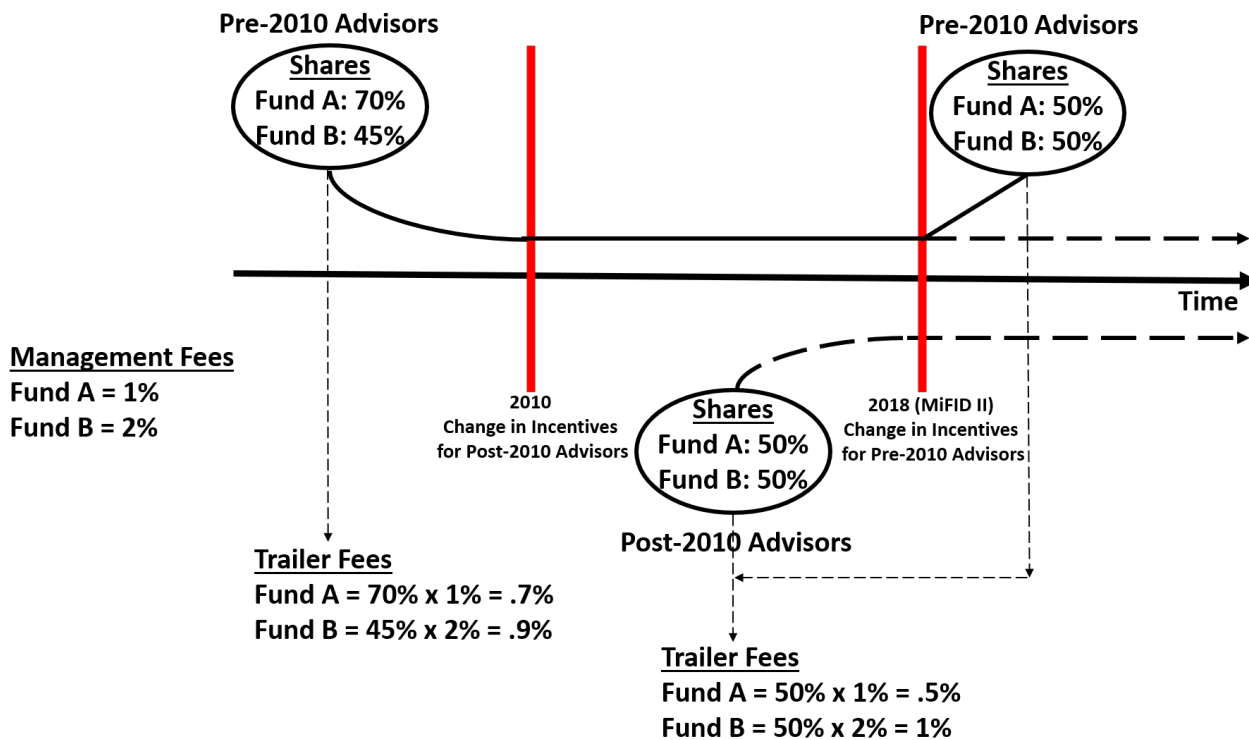 Pre-2010 Advisors
Shares
Fund A: 70%
Fund B: 45%
Pre-2010 Advisors
Shares
Fund A: 50%
Fund B: 50%
Time
Management Fees
Fund A = 1%
Fund B = 2%
2010
Change in Incentives
for Post-2010 Advisors
Shares
Fund A: 50%
Fund B: 50%
Post-2010 Advisors
2018 (MiFID II)
Change in Incentives
for Pre-2010 Advisors
Trailer Fees
Fund A = 70% x 1% = .7%
Fund B = 45% x 2% = .9%
Trailer Fees
Fund A = 50% x 1% = .5%
Fund B = 50% x 2% = 1%